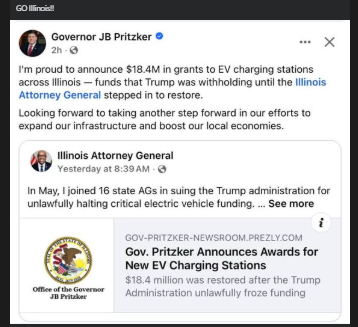 GO Illinois!!
Governor JB Pritzker
2h ·
I'm proud to announce $18.4M in grants to EV charging stations
across Illinois — funds that Trump was withholding until the Illinois
Attorney General stepped in to restore.
Looking forward to taking another step forward in our efforts to
expand our infrastructure and boost our local economies.
Illinois Attorney General
Yesterday at 8:39 AM ·
In May, I joined 16 state AGs in suing the Trump administration for
unlawfully halting critical electric vehicle funding. ... See more
i
GOV-PRITZKER-NEWSROOM.PREZLY.COM
Gov. Pritzker Announces Awards for
New EV Charging Stations
$18.4 million was restored after the Trump
Administration unlawfully froze funding
Office of the Governor
JB Pritzker